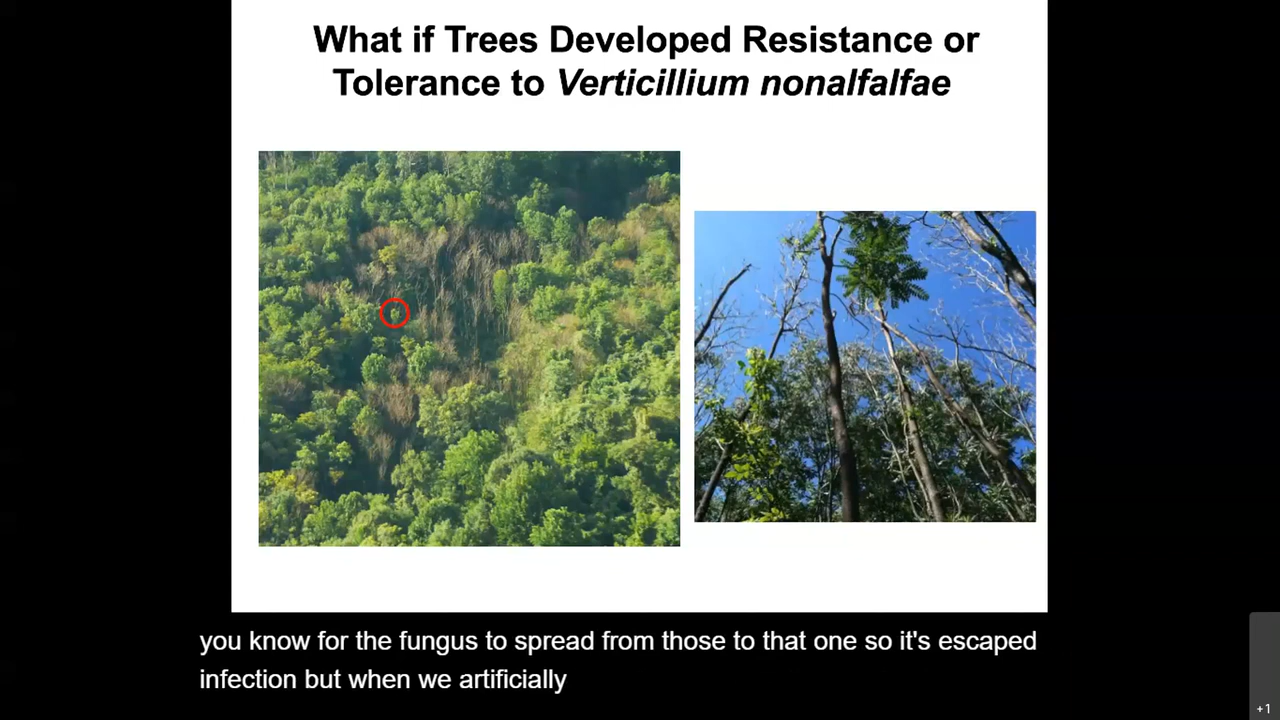 What if Trees Developed Resistance or
Tolerance to Verticillium nonalfalfae
you know for the fungus to spread from those to that one so it's escaped
infection but when we artificially
+1